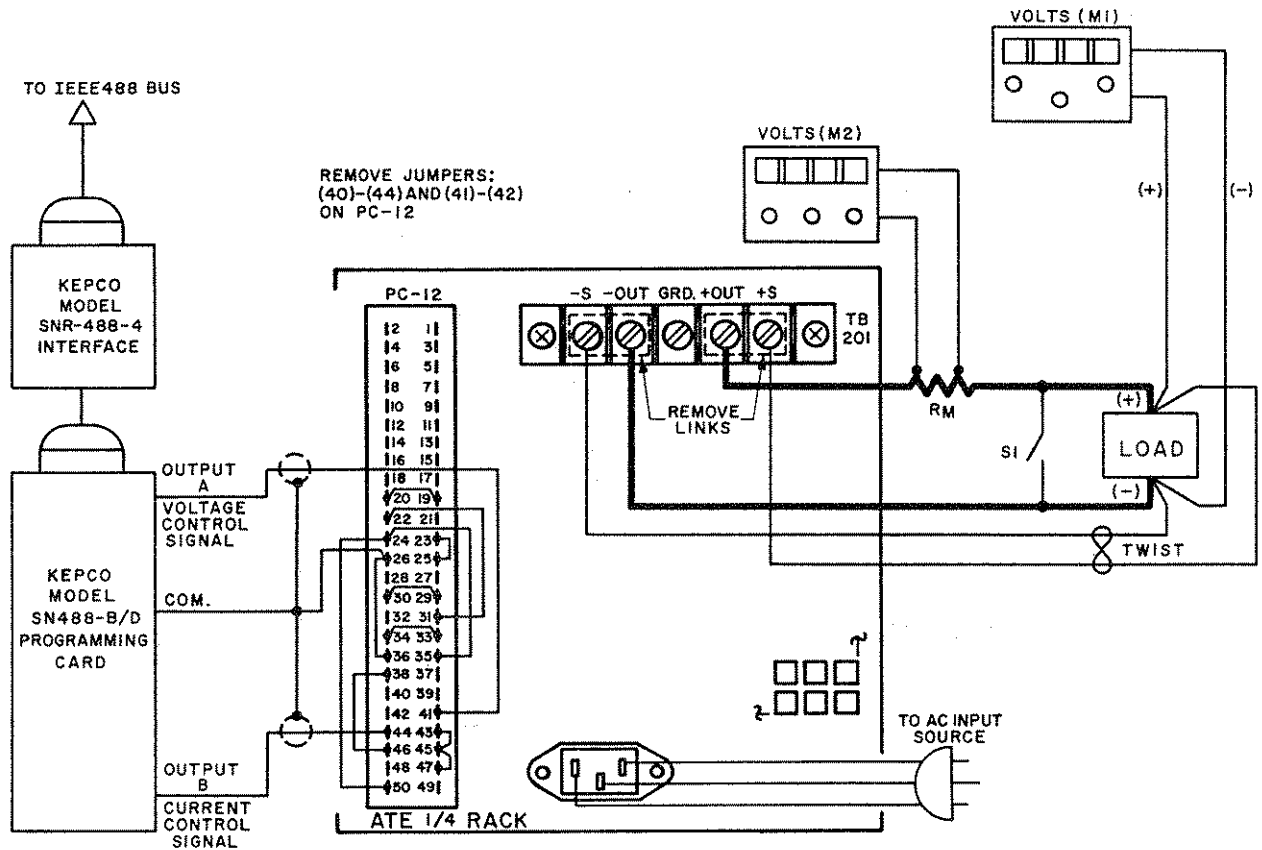 VOLTS (M1)
TO IEEE488 BUS
VOLTS (M2)
REMOVE JUMPERS:
(40)-(44) AND (41)-(42)
ON PC-12
(+)
(-)
KEPCO
MODEL
SNR-488-4
INTERFACE
PC-12
-S -OUT GRD. +OUT +S
TB
201
2 1
4 3
6 5
8 7
10 9
12 11
14 13
16 15
18 17
20 19
22 21
24 23
26 25
28 27
30 29
32 31
34 33
36 35
38 37
40 39
42 41
44 43
46 45
48 47
50 49
REMOVE
LINKS
RM
S1
(+)
LOAD
(-)
TWIST
OUTPUT
A
VOLTAGE
CONTROL
SIGNAL
KEPCO
MODEL
SN488-B/D
PROGRAMMING
CARD
COM.
OUTPUT
B
CURRENT
CONTROL
SIGNAL
TO AC INPUT
SOURCE
ATE 1/4 RACK